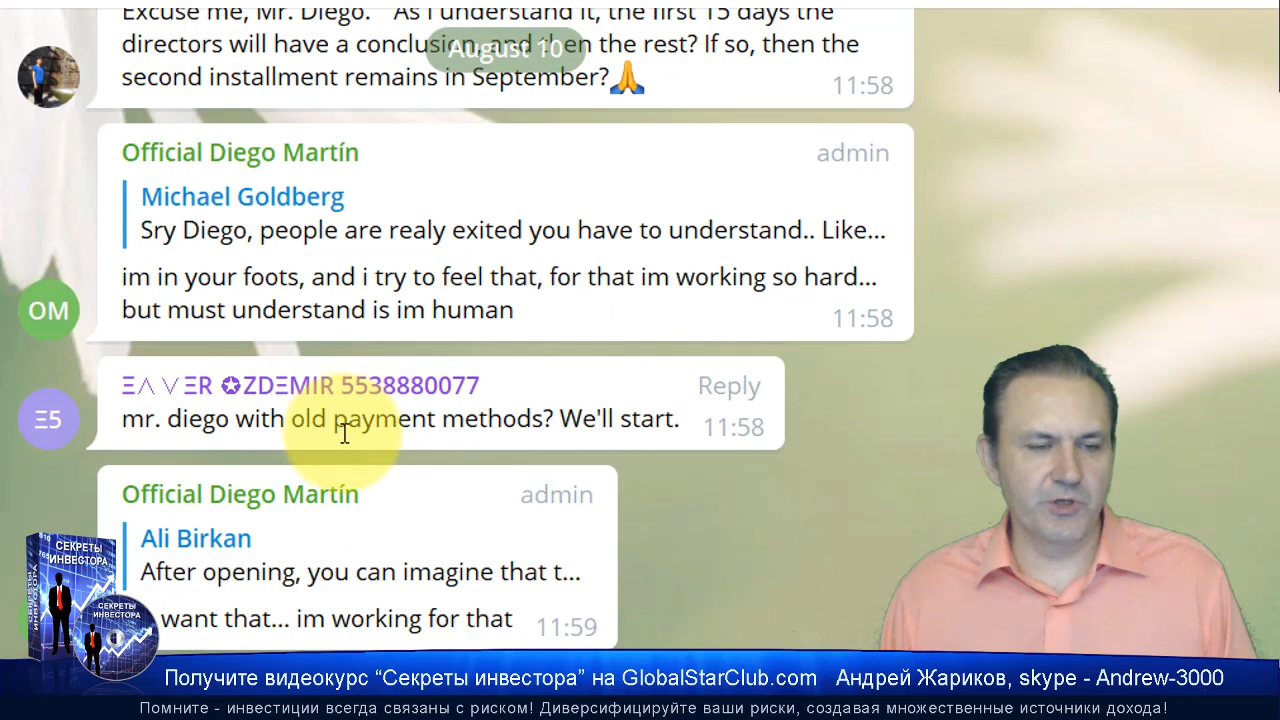 Excuse me, Mr. Diego. As I understand it, the first 15 days the
directors will have a conclusion, and then the rest? If so, then the
August 10
second installment remains in September?🙏
11:58
Official Diego Martín admin
Michael Goldberg
Sry Diego, people are realy exited you have to understand.. Like...
im in your foots, and i try to feel that, for that im working so hard...
but must understand is im human
11:58
OM
ΞΛVΞR ✪ZDΞMIR 5538880077 Reply
mr. diego with old payment methods? We'll start.
11:58
Ξ5
Official Diego Martín admin
Ali Birkan
After opening, you can imagine that t...
want that... im working for that
11:59
СЕКРЕТЫ
ИНВЕСТОРА
СЕКРЕТЫ
ИНВЕСТОРА
Получите видеокурс “Секреты инвестора” на GlobalStarClub.com Андрей Жариков, skype - Andrew-3000
Помните - инвестиции всегда связаны с риском! Диверсифицируйте ваши риски, создавая множественные источники дохода!